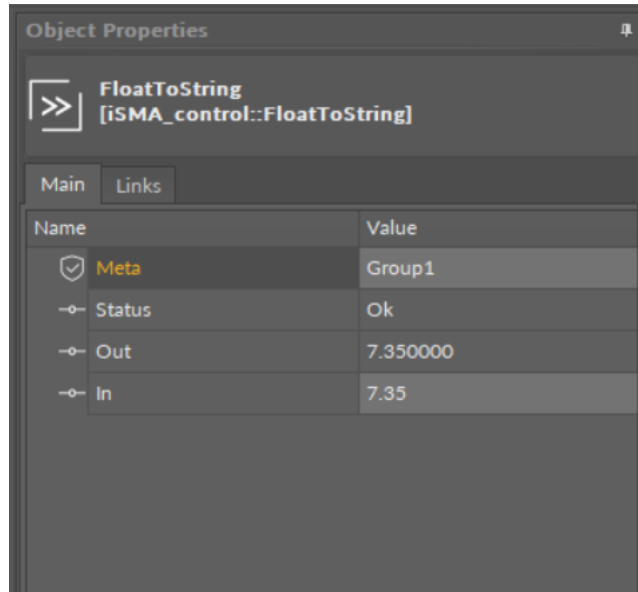 Object Properties
FloatToString
[iSMA_control::FloatToString]
Main Links
Name Value
Meta Group1
Status Ok
Out 7.350000
In 7.35